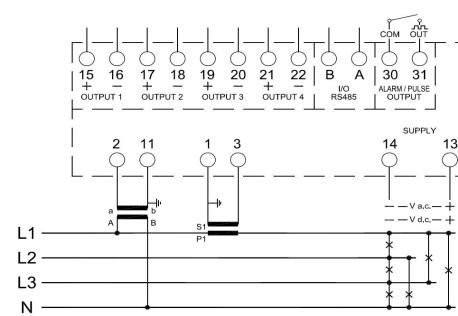 COM OUT
15 16 17 18 19 20 21 22 B A 30 31
+ − + − + − + −
OUTPUT 1 OUTPUT 2 OUTPUT 3 OUTPUT 4 I/O RS485 ALARM / PULSE OUTPUT
SUPPLY
2 11 1 3 14 13
a b
A B
S1
P1
− V a.c. +
− V d.c. +
L1
L2
L3
N